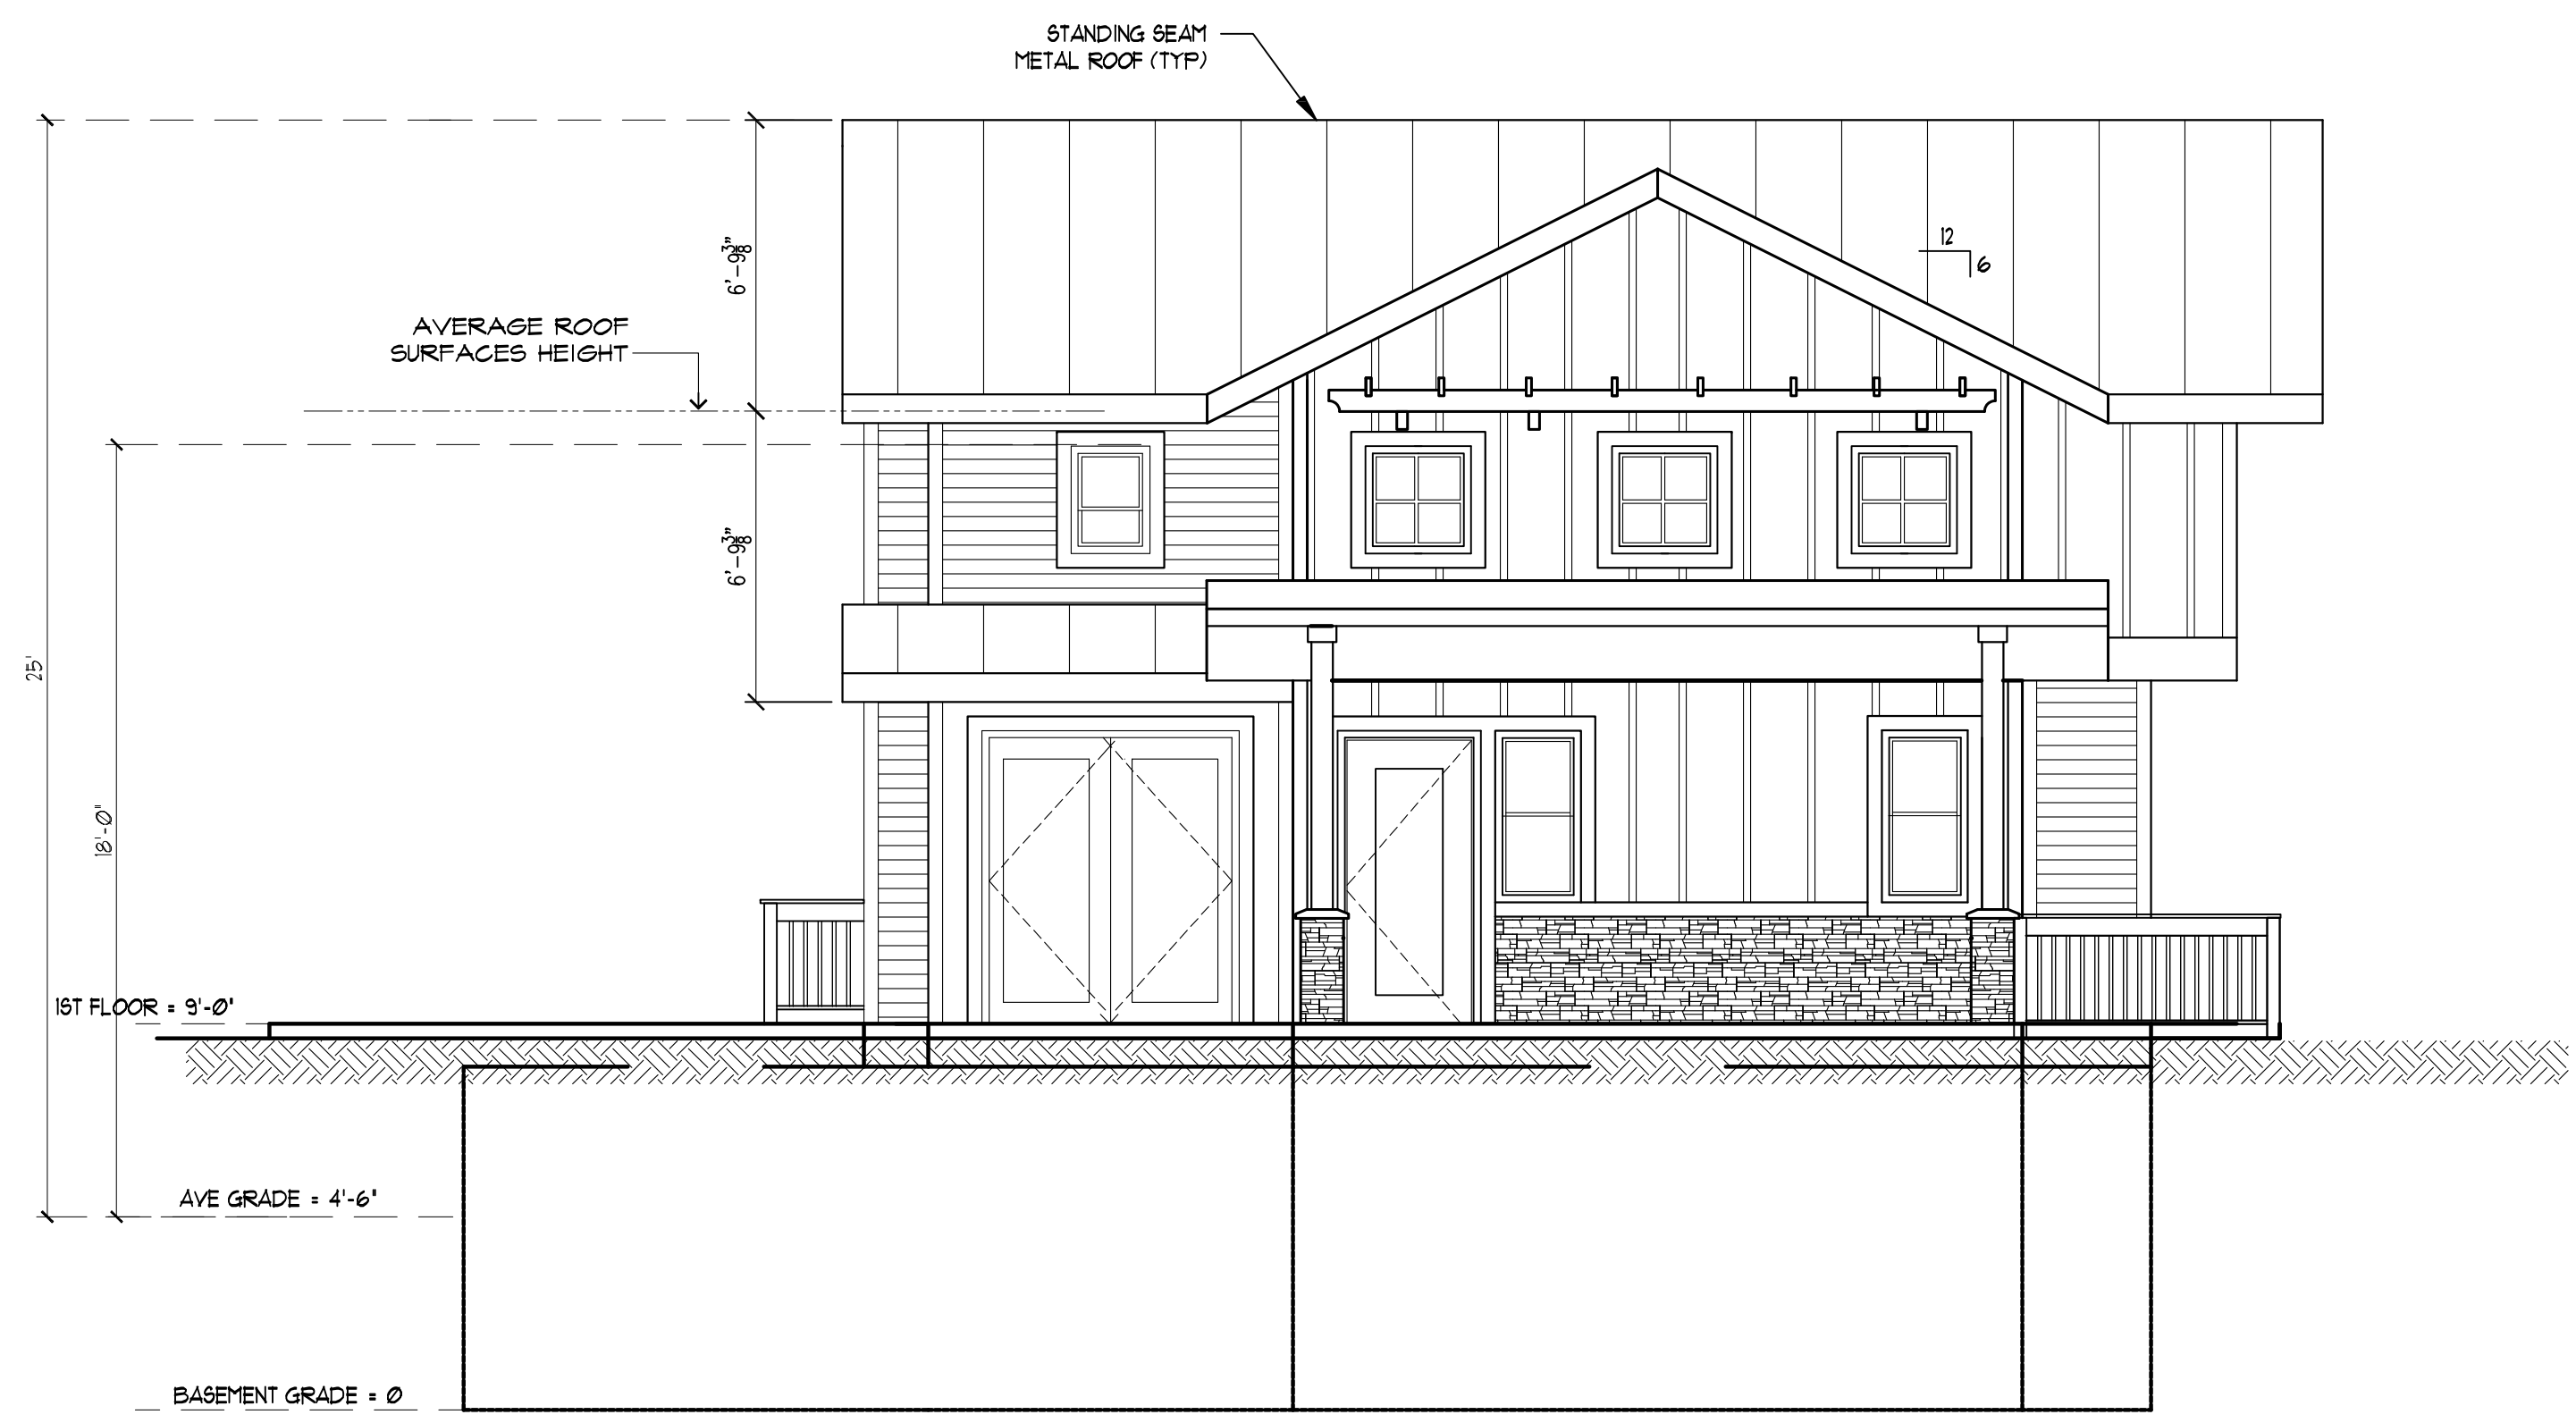 STANDING SEAM
METAL ROOF (TYP)
12
6
6'-9 3/8"
AVERAGE ROOF
SURFACES HEIGHT
6'-9 3/8"
25'
18'-0"
1ST FLOOR = 9'-0"
AVE GRADE = 4'-6"
BASEMENT GRADE = 0